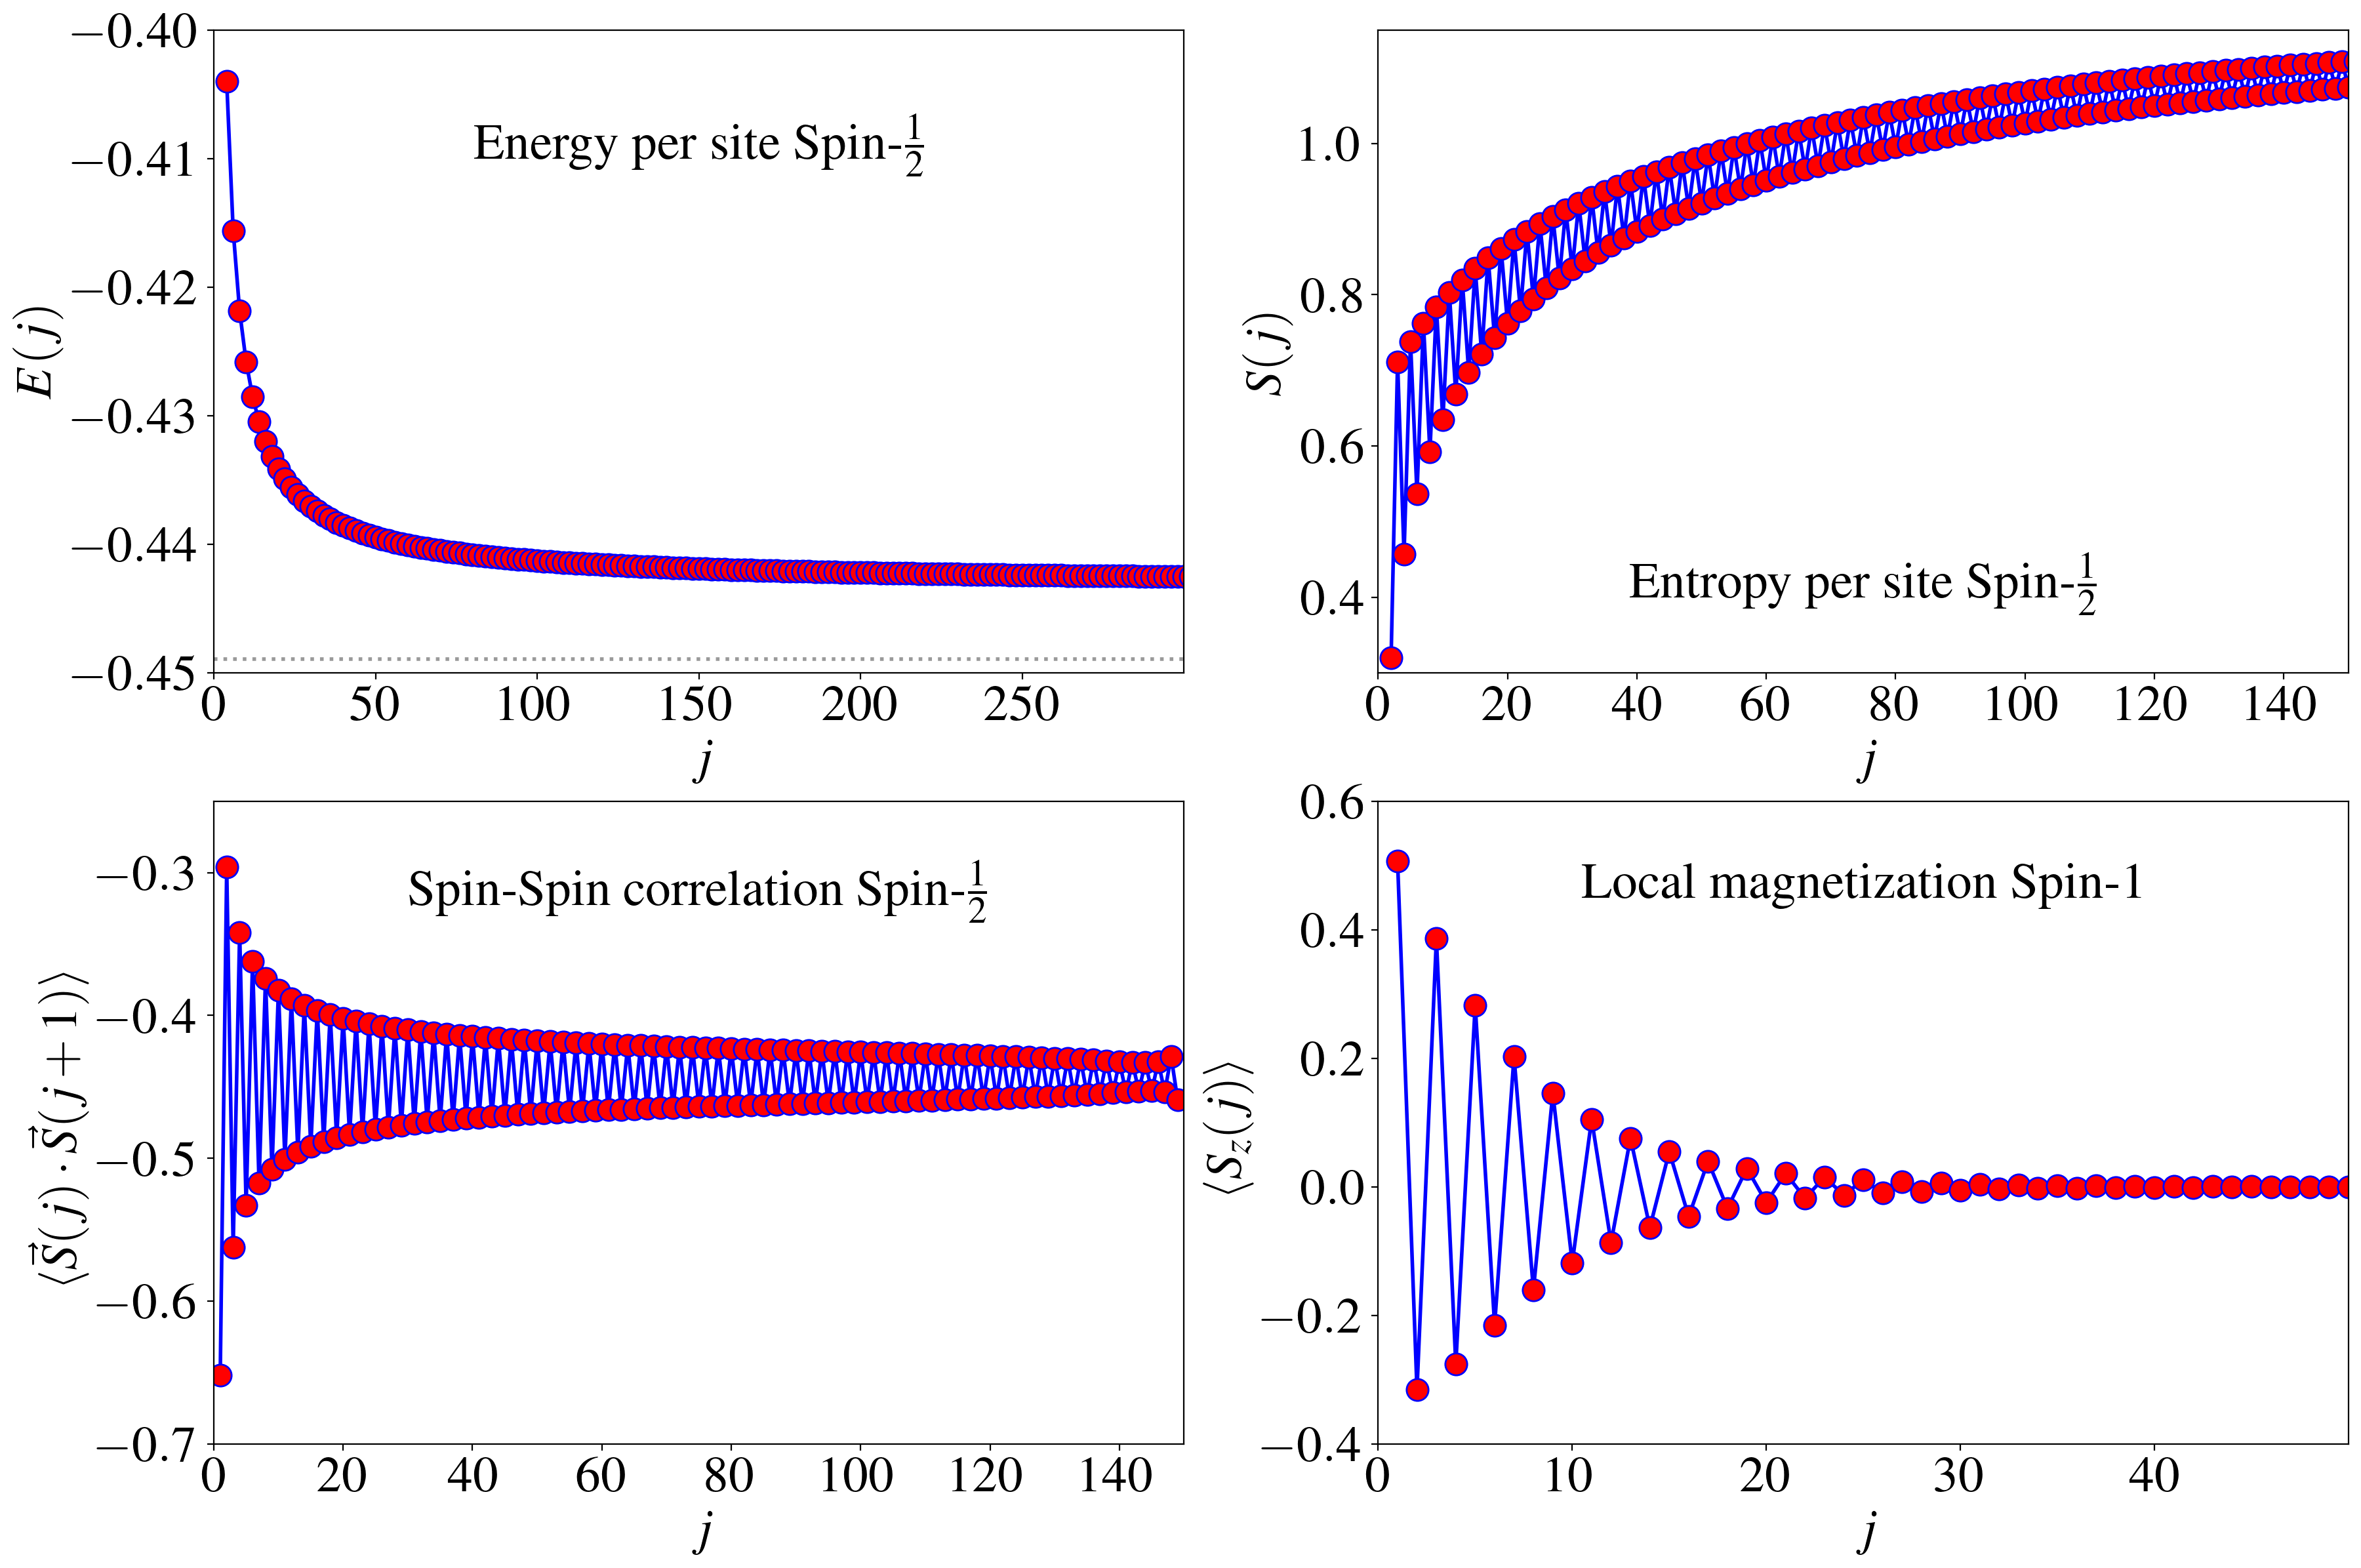 −0.40
−0.41
−0.42
−0.43
−0.44
−0.45
E(j)
Energy per site Spin-1/2
0 50 100 150 200 250
j
1.0
0.8
0.6
0.4
S(j)
Entropy per site Spin-1/2
0 20 40 60 80 100 120 140
j
−0.3
−0.4
−0.5
−0.6
−0.7
⟨S⃗(j) · S⃗(j + 1)⟩
Spin-Spin correlation Spin-1/2
0 20 40 60 80 100 120 140
j
0.6
0.4
0.2
0.0
−0.2
−0.4
⟨S_z(j)⟩
Local magnetization Spin-1
0 10 20 30 40
j